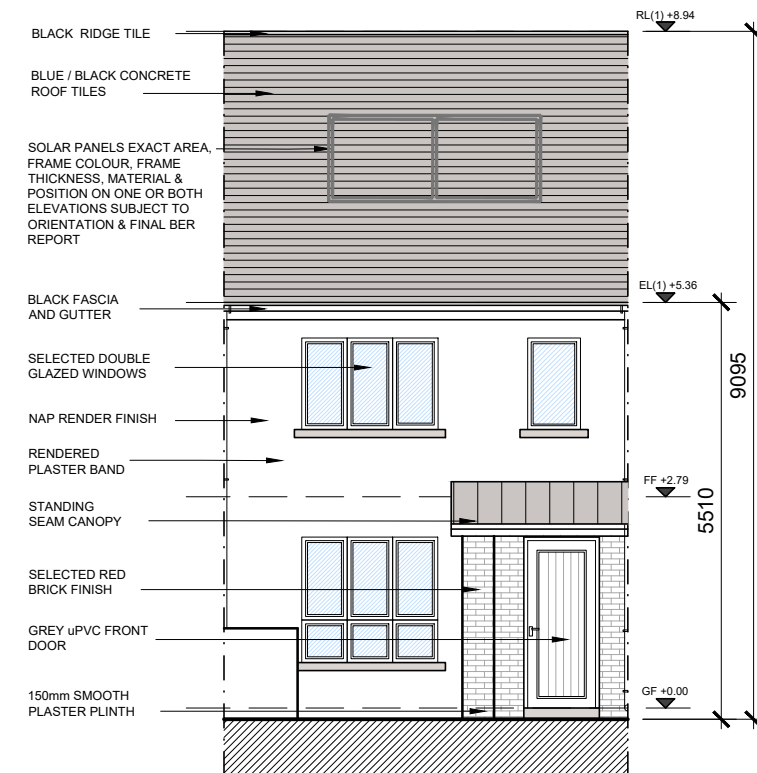 RL(1) +8.94
BLACK RIDGE TILE
BLUE / BLACK CONCRETE
ROOF TILES
SOLAR PANELS EXACT AREA,
FRAME COLOUR, FRAME
THICKNESS, MATERIAL &
POSITION ON ONE OR BOTH
ELEVATIONS SUBJECT TO
ORIENTATION & FINAL BER
REPORT
EL(1) +5.36
BLACK FASCIA
AND GUTTER
SELECTED DOUBLE
GLAZED WINDOWS
9095
NAP RENDER FINISH
RENDERED
PLASTER BAND
FF +2.79
STANDING
SEAM CANOPY
5510
SELECTED RED
BRICK FINISH
GREY uPVC FRONT
DOOR
GF +0.00
150mm SMOOTH
PLASTER PLINTH